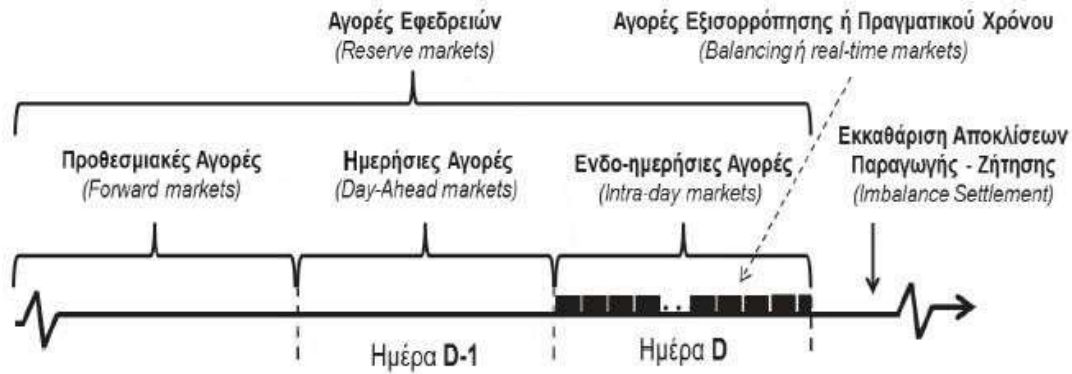 Αγορές Εφεδρειών
(Reserve markets)
Αγορές Εξισορρόπησης ή Πραγματικού Χρόνου
(Balancing ή real-time markets)
Προθεσμιακές Αγορές
(Forward markets)
Ημερήσιες Αγορές
(Day-Ahead markets)
Ενδο-ημερήσιες Αγορές
(Intra-day markets)
Εκκαθάριση Αποκλίσεων
Παραγωγής - Ζήτησης
(Imbalance Settlement)
Ημέρα D-1
Ημέρα D